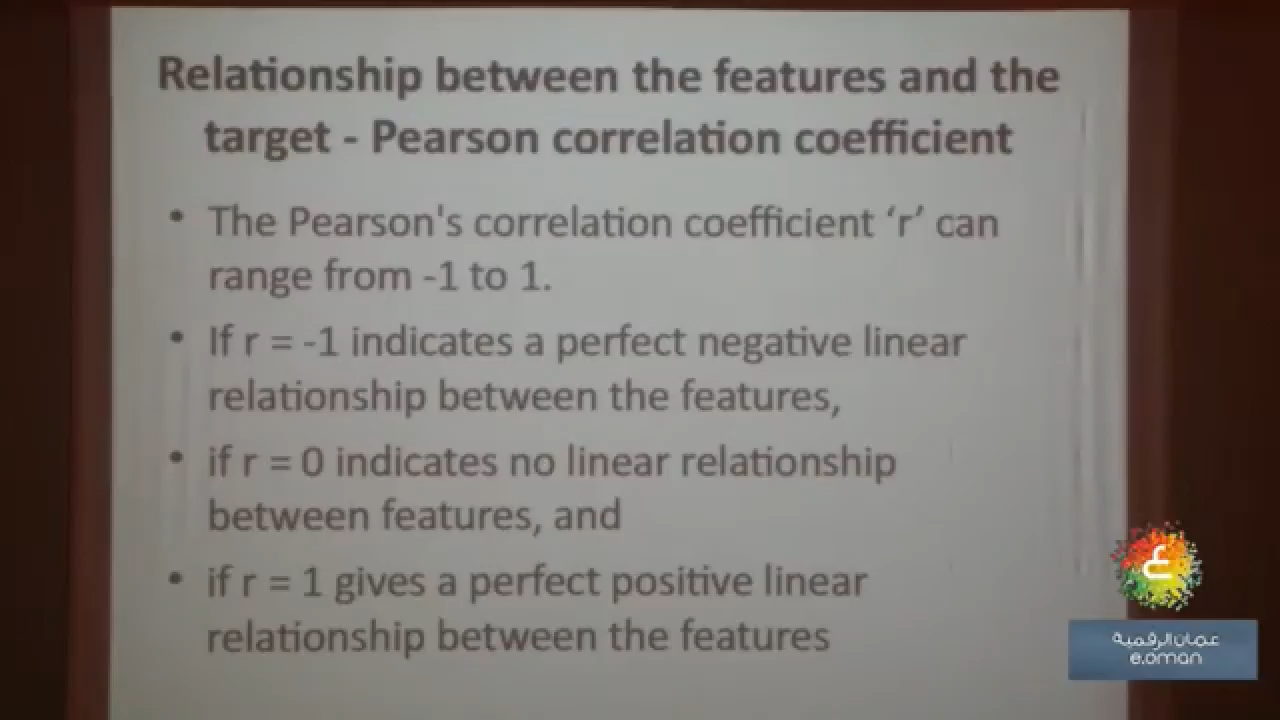 Relationship between the features and the
target - Pearson correlation coefficient
• The Pearson's correlation coefficient ‘r’ can
range from -1 to 1.
• If r = -1 indicates a perfect negative linear
relationship between the features,
• if r = 0 indicates no linear relationship
between features, and
• if r = 1 gives a perfect positive linear
relationship between the features
ع
عمان الرقمية
e.oman